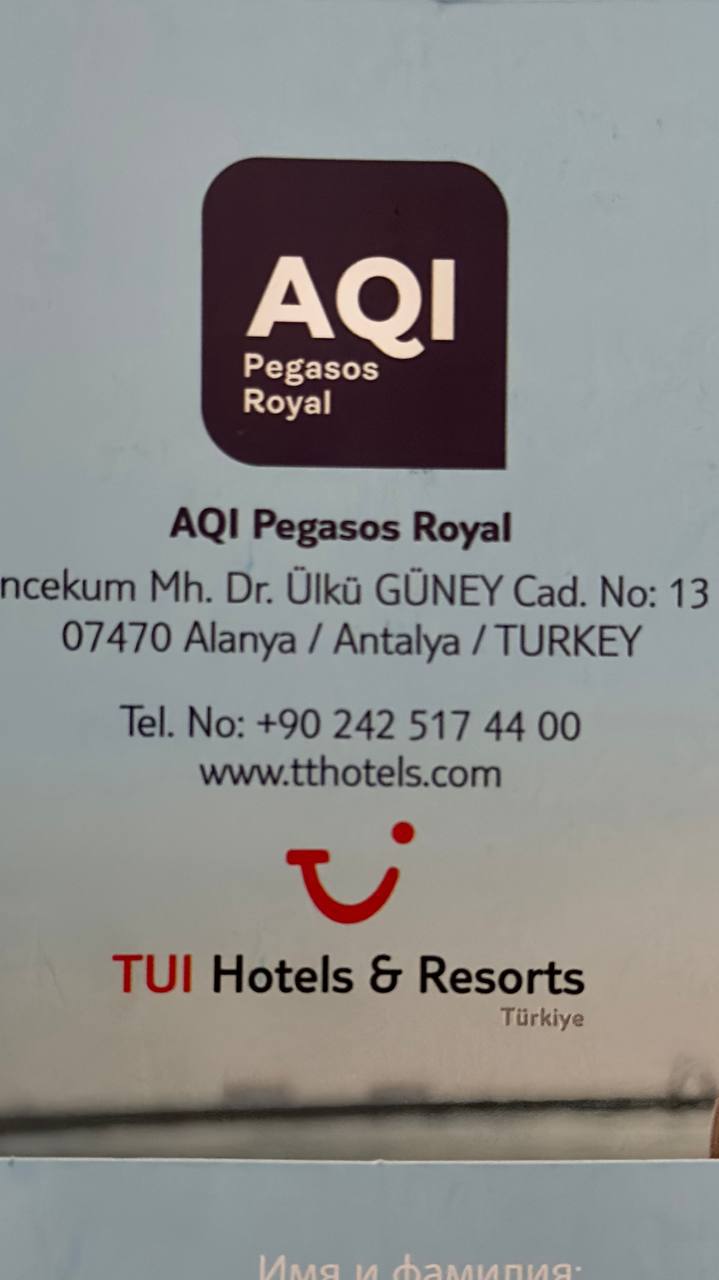 AQI
Pegasos
Royal
AQI Pegasos Royal
ncekum Mh. Dr. Ülkü GÜNEY Cad. No: 13
07470 Alanya / Antalya / TURKEY
Tel. No: +90 242 517 44 00
www.tthotels.com
TUI Hotels & Resorts
Türkiye
Имя и фамилия: